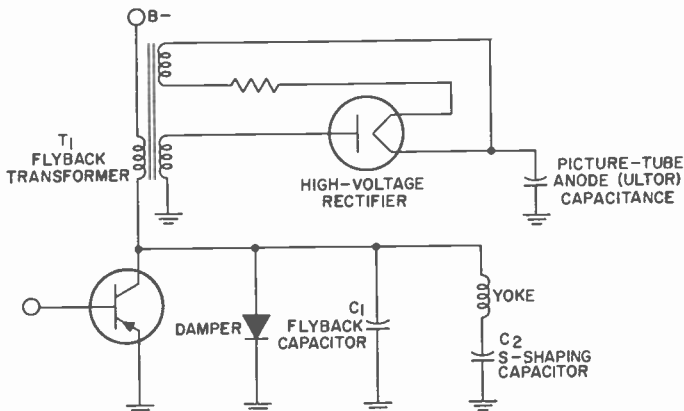 B-
T1
FLYBACK
TRANSFORMER
HIGH-VOLTAGE
RECTIFIER
PICTURE-TUBE
ANODE (ULTOR)
CAPACITANCE
DAMPER
C1
FLYBACK
CAPACITOR
YOKE
C2
S-SHAPING
CAPACITOR